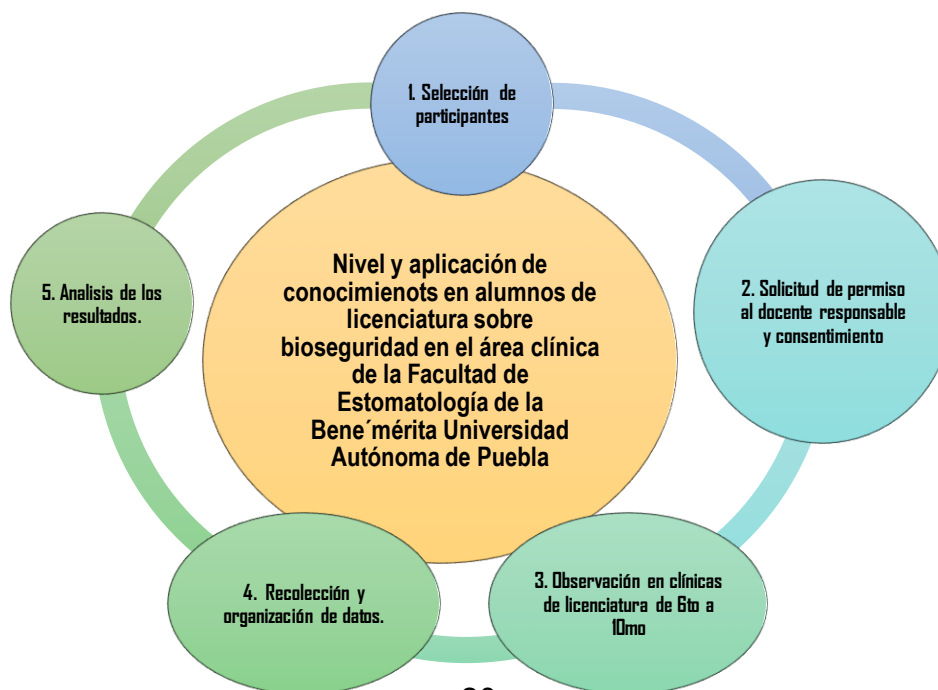 1. Selección de
participantes
Nivel y aplicación de
conocimienots en alumnos de
licenciatura sobre
bioseguridad en el área clínica
de la Facultad de
Estomatología de la
Bene´mérita Universidad
Autónoma de Puebla
2. Solicitud de permiso
al docente responsable
y consentimiento
3. Observación en clínicas
de licenciatura de 6to a
10mo
4. Recolección y
organización de datos.
5. Analisis de los
resultados.